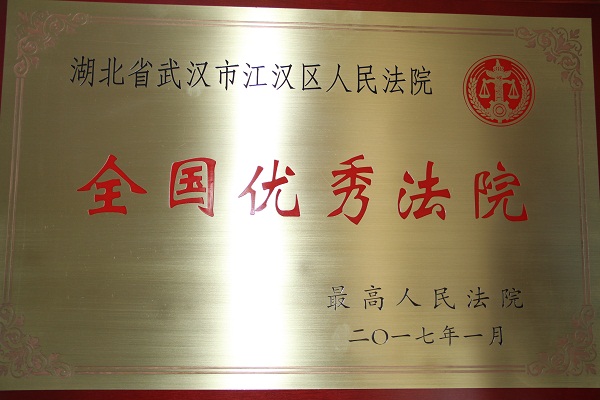 湖北省武汉市江汉区人民法院
全国优秀法院
最高人民法院
二〇一七年一月